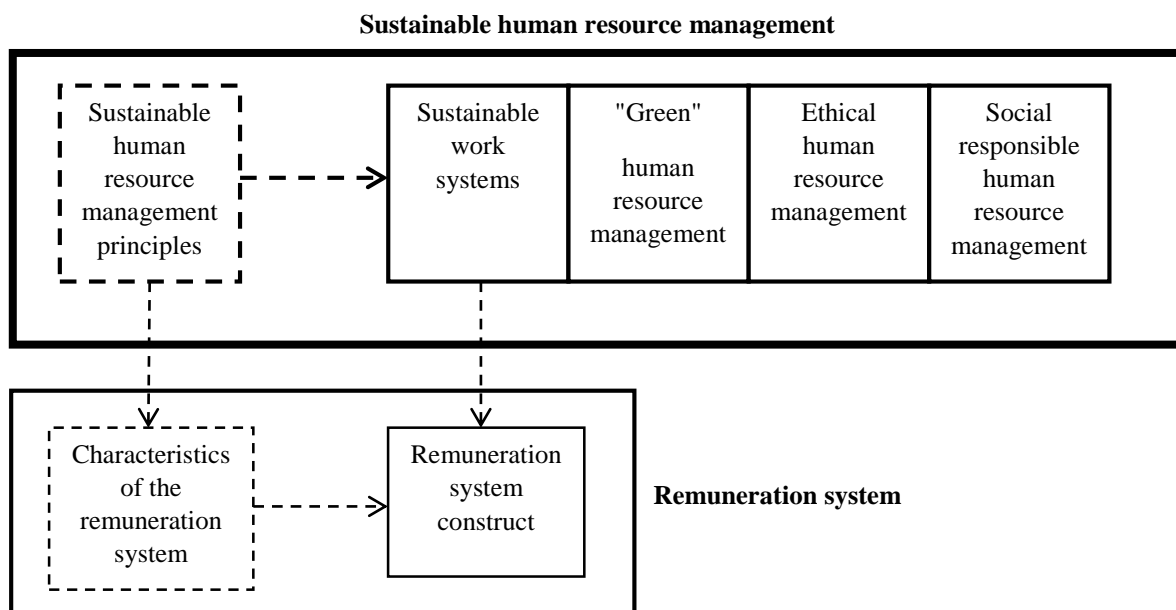 Sustainable human resource management
Sustainable
human
resource
management
principles
Sustainable
work
systems
"Green"
human
resource
management
Ethical
human
resource
management
Social
responsible
human
resource
management
Characteristics
of the
remuneration
system
Remuneration
system
construct
Remuneration system